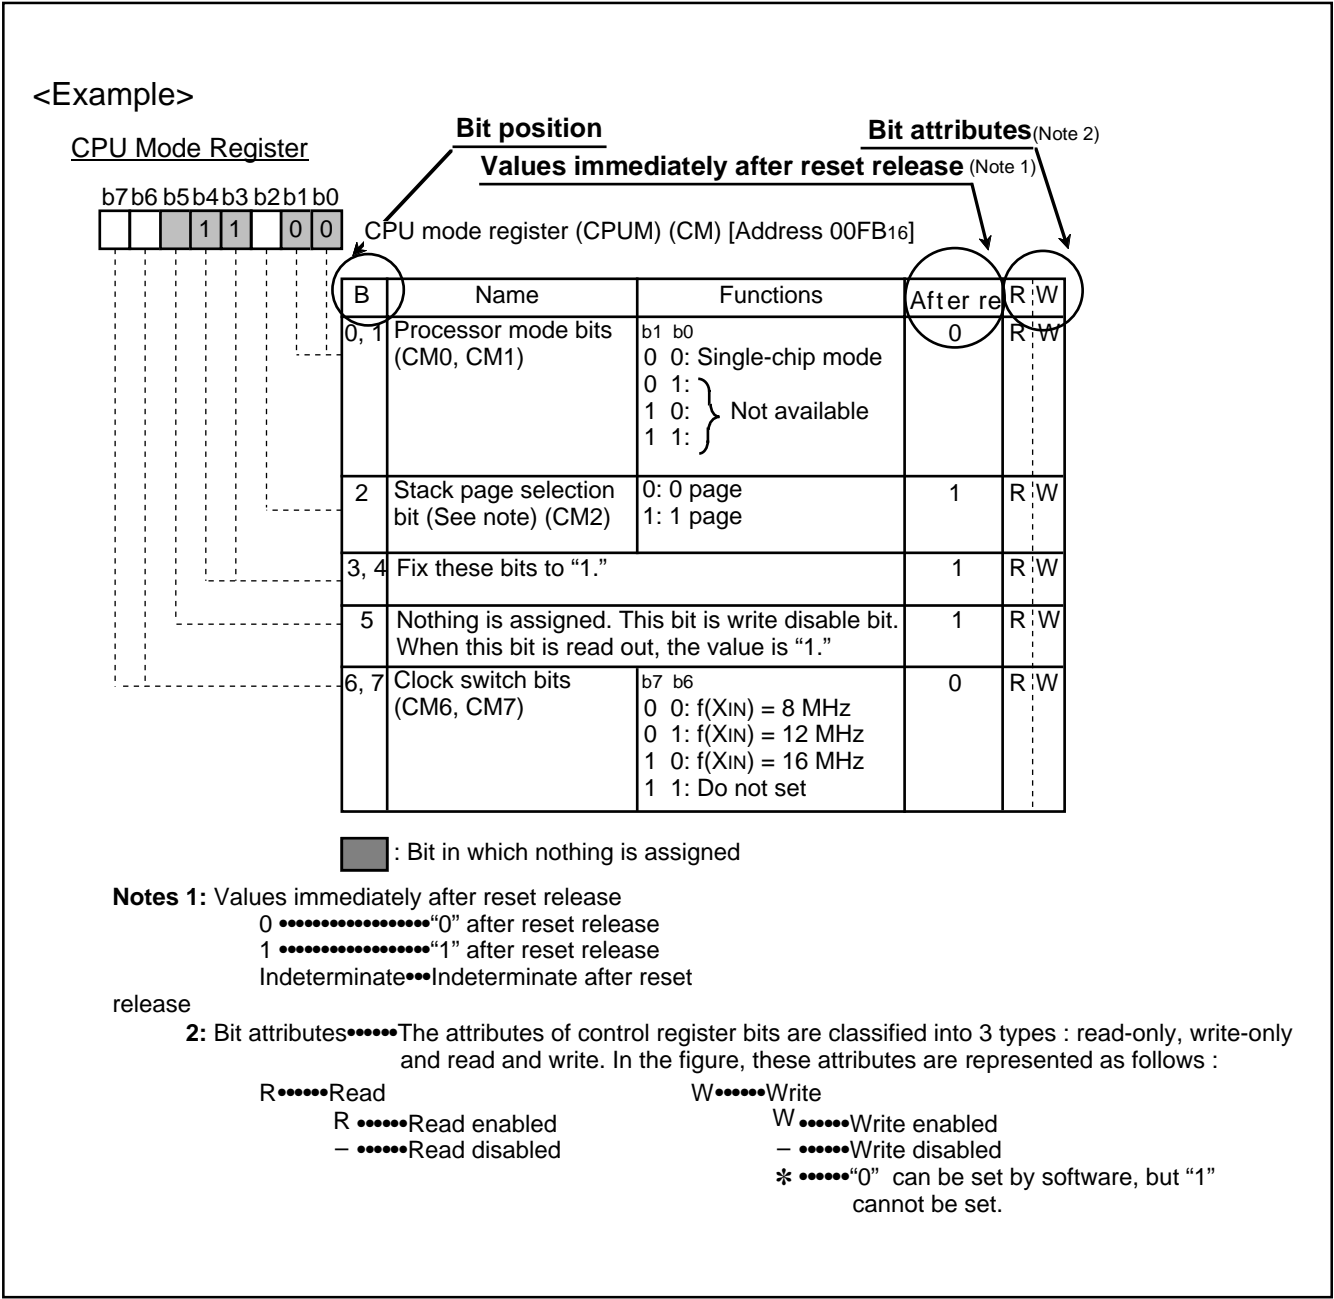 <Example>
Bit position
Bit attributes(Note 2)
CPU Mode Register
Values immediately after reset release (Note 1)
b7 b6 b5 b4 b3 b2 b1 b0
1 1 0 0
CPU mode register (CPUM) (CM) [Address 00FB16]
B Name Functions After re R W
0, 1 Processor mode bits b1 b0 0 R W
(CM0, CM1) 0 0: Single-chip mode
0 1:
1 0: Not available
1 1:
2 Stack page selection 0: 0 page 1 R W
bit (See note) (CM2) 1: 1 page
3, 4 Fix these bits to “1.” 1 R W
5 Nothing is assigned. This bit is write disable bit. 1 R W
When this bit is read out, the value is “1.”
6, 7 Clock switch bits b7 b6 0 R W
(CM6, CM7) 0 0: f(XIN) = 8 MHz
0 1: f(XIN) = 12 MHz
1 0: f(XIN) = 16 MHz
1 1: Do not set
: Bit in which nothing is assigned
Notes 1: Values immediately after reset release
0 ••••••••••••••••••“0” after reset release
1 ••••••••••••••••••“1” after reset release
Indeterminate•••Indeterminate after reset
release
2: Bit attributes••••••The attributes of control register bits are classified into 3 types : read-only, write-only
and read and write. In the figure, these attributes are represented as follows :
R••••••Read W••••••Write
R ••••••Read enabled W ••••••Write enabled
– ••••••Read disabled – ••••••Write disabled
✻ ••••••“0” can be set by software, but “1”
cannot be set.